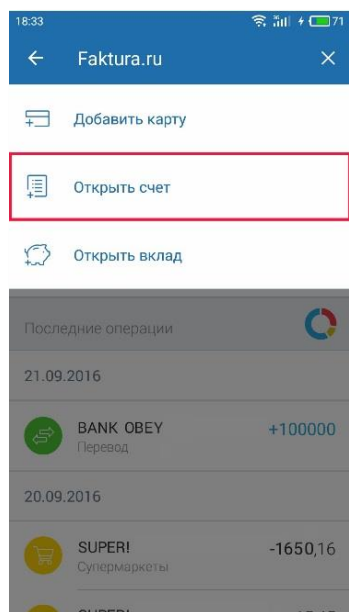 18:33
71
Faktura.ru
Добавить карту
Открыть счет
Открыть вклад
Последние операции
21.09.2016
BANK OBEY
+100000
Перевод
20.09.2016
SUPER!
-1650,16
Супермаркеты